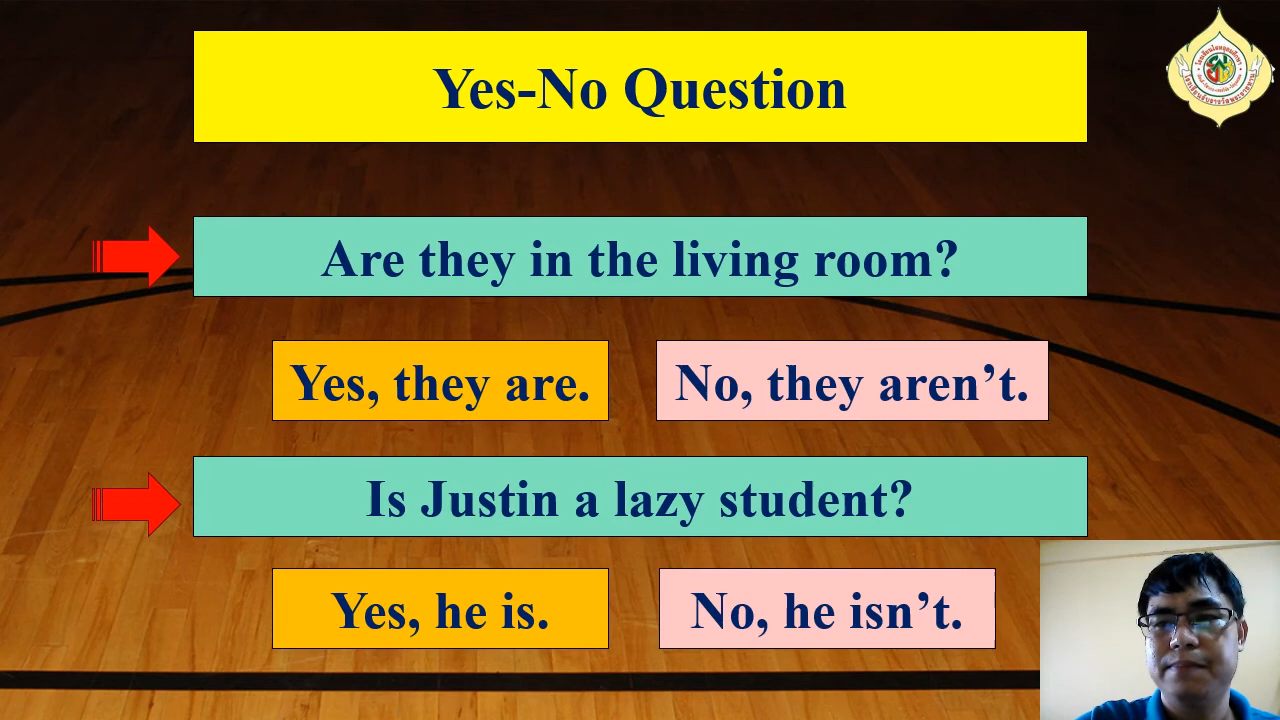 Yes-No Question
Are they in the living room?
Yes, they are.
No, they aren’t.
Is Justin a lazy student?
Yes, he is.
No, he isn’t.